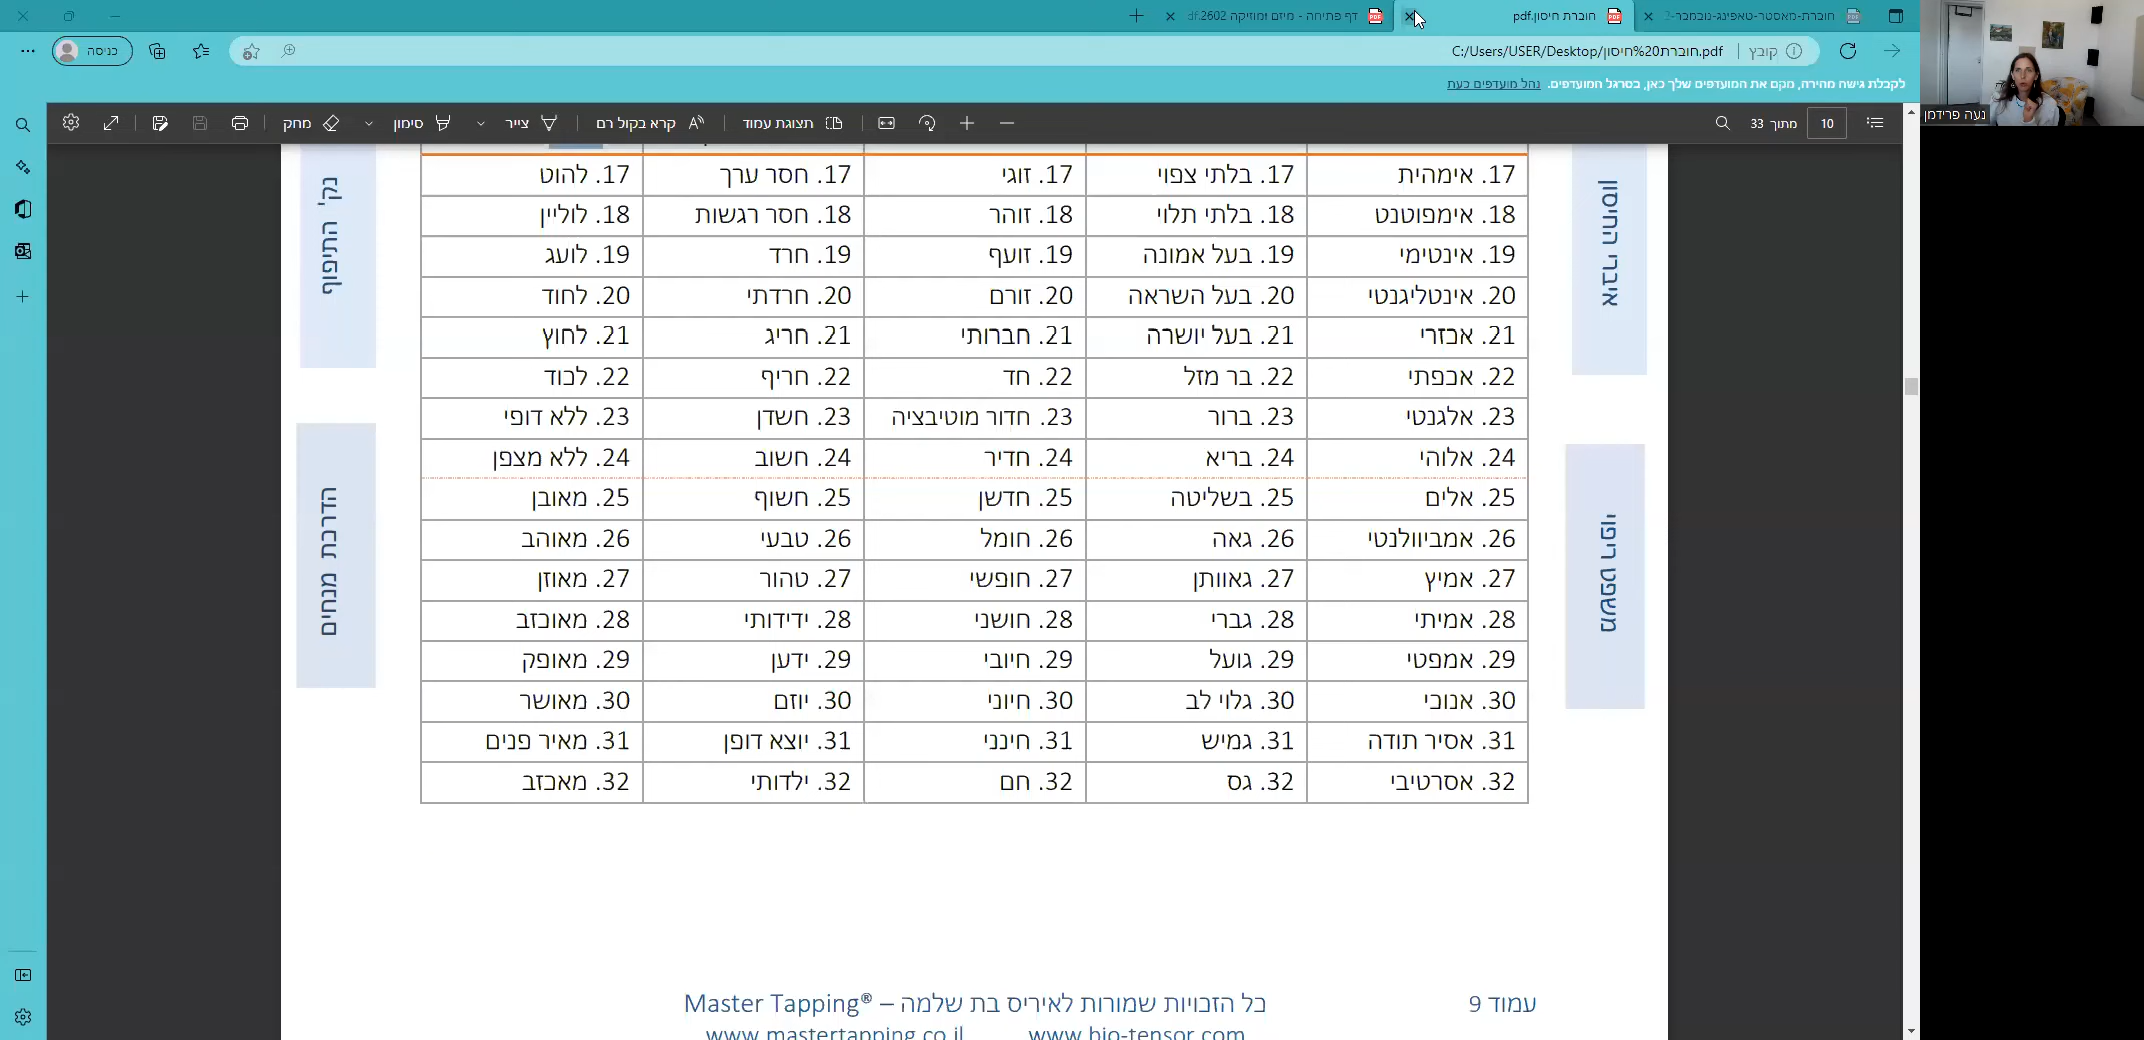 חוברת-מאסטר-טאפינג-נובמבר-2
חוברת חיסון.pdf
דף פתיחה - מיזם ומוזיקה 2602.pdf
C:/Users/USER/Desktop/חוברת%20חיסון.pdf
קובץ
כניסה
לקבלת גישה מהירה, מקם את המועדפים שלך כאן, בסרגל המועדפים. נהל מועדפים כעת
10 מתוך 33
תצוגת עמוד
קרא בקול רם
צייר
סימון
מחק
נעה פרידמן
איברי החיסון
משפט ריפוי
נק' התיפוף
הדרכת מנחים
17. אימהית 17. בלתי צפוי 17. זוגי 17. חסר ערך 17. להוט
18. אימפוטנט 18. בלתי תלוי 18. זוהר 18. חסר רגשות 18. לוליין
19. אינטימי 19. בעל אמונה 19. זועף 19. חרד 19. לועג
20. אינטליגנטי 20. בעל השראה 20. זורם 20. חרדתי 20. לחוד
21. אכזרי 21. בעל יושרה 21. חברותי 21. חריג 21. לחוץ
22. אכפתי 22. בר מזל 22. חד 22. חריף 22. לכוד
23. אלגנטי 23. ברור 23. חדור מוטיבציה 23. חשדן 23. ללא דופי
24. אלוהי 24. בריא 24. חדיר 24. חשוב 24. ללא מצפן
25. אלים 25. בשליטה 25. חדשן 25. חשוף 25. מאובן
26. אמביוולנטי 26. גאה 26. חומל 26. טבעי 26. מאוהב
27. אמיץ 27. גאוותן 27. חופשי 27. טהור 27. מאוזן
28. אמיתי 28. גברי 28. חושני 28. ידידותי 28. מאוכזב
29. אמפטי 29. גועל 29. חיובי 29. ידען 29. מאופק
30. אנוכי 30. גלוי לב 30. חיוני 30. יוזם 30. מאושר
31. אסיר תודה 31. גמיש 31. חינני 31. יוצא דופן 31. מאיר פנים
32. אסרטיבי 32. גס 32. חם 32. ילדותי 32. מאכזב
עמוד 9
כל הזכויות שמורות לאיריס בת שלמה – Master Tapping®
www.mastertapping.co.il www.bio-tensor.com